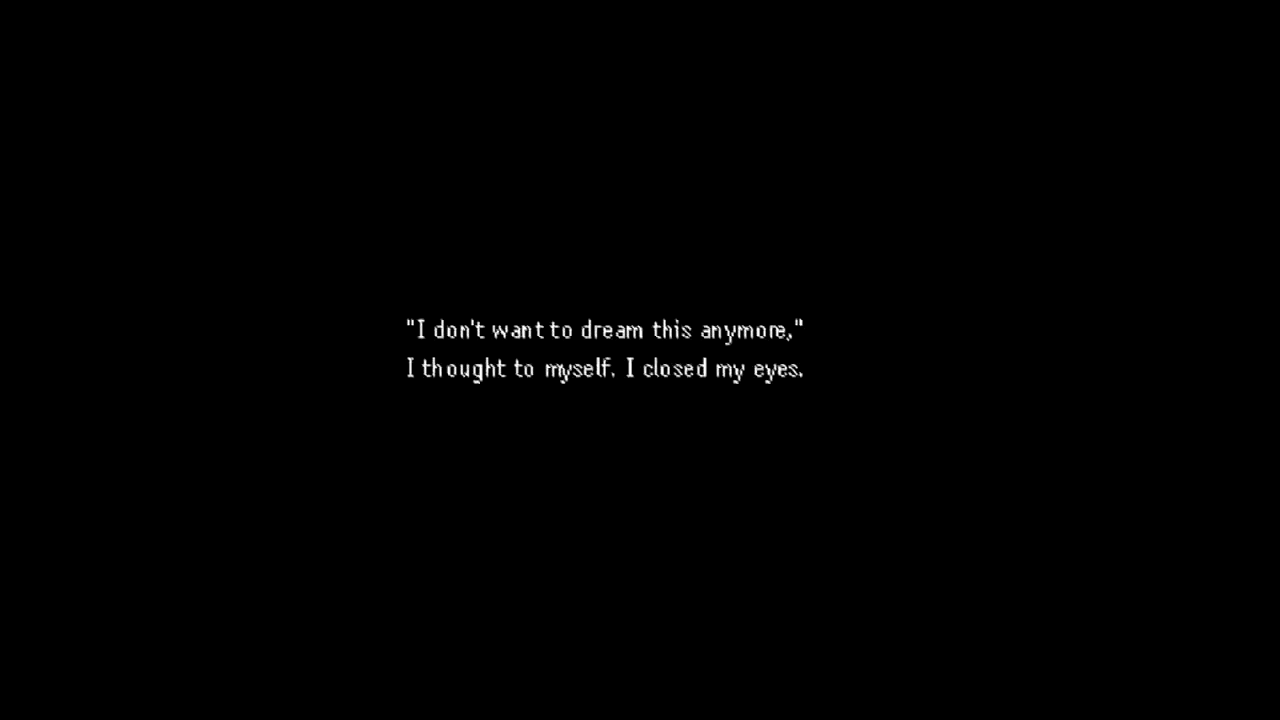 "I don't want to dream this anymore,"
I thought to myself. I closed my eyes.